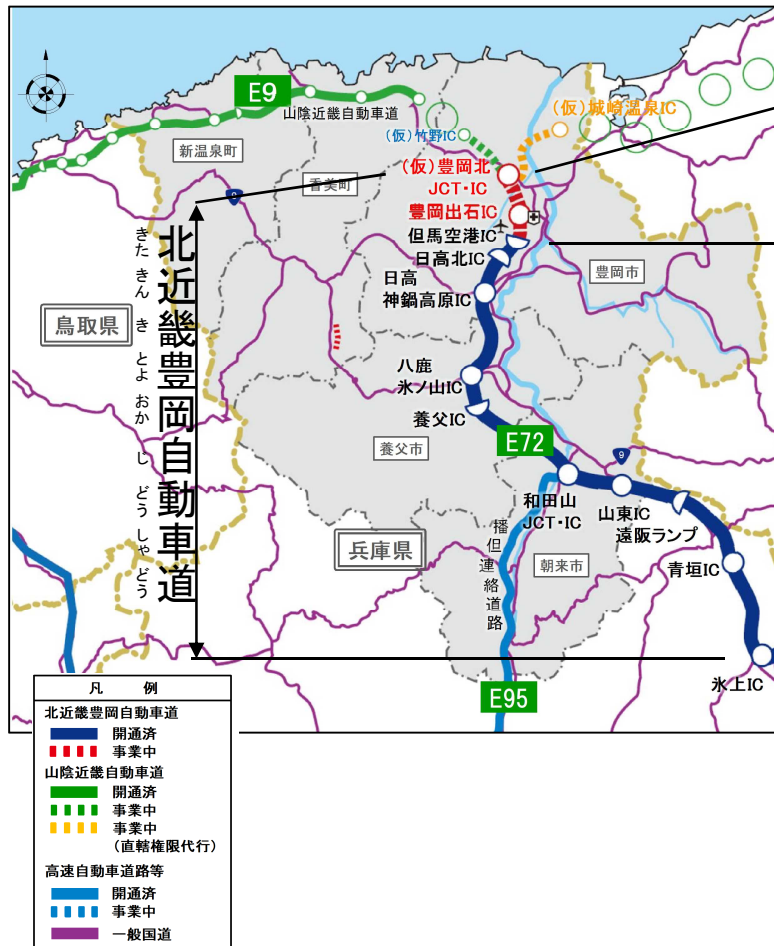 E9
山陰近畿自動車道
(仮)竹野IC
(仮)城崎温泉IC
新温泉町
香美町
9
(仮)豊岡北
JCT・IC
豊岡出石IC
但馬空港IC
日高北IC
豊岡市
日高
神鍋高原IC
鳥取県
北近畿豊岡自動車道
きた きん き とよ おか じ どう しゃ どう
八鹿
氷ノ山IC
養父IC
養父市
E72
9
和田山
JCT・IC
山東IC
遠阪ランプ
兵庫県
播但連絡道路
朝来市
青垣IC
氷上IC
E95
凡 例
北近畿豊岡自動車道
開通済
事業中
山陰近畿自動車道
開通済
事業中
事業中
(直轄権限代行)
高速自動車道路等
開通済
事業中
一般国道